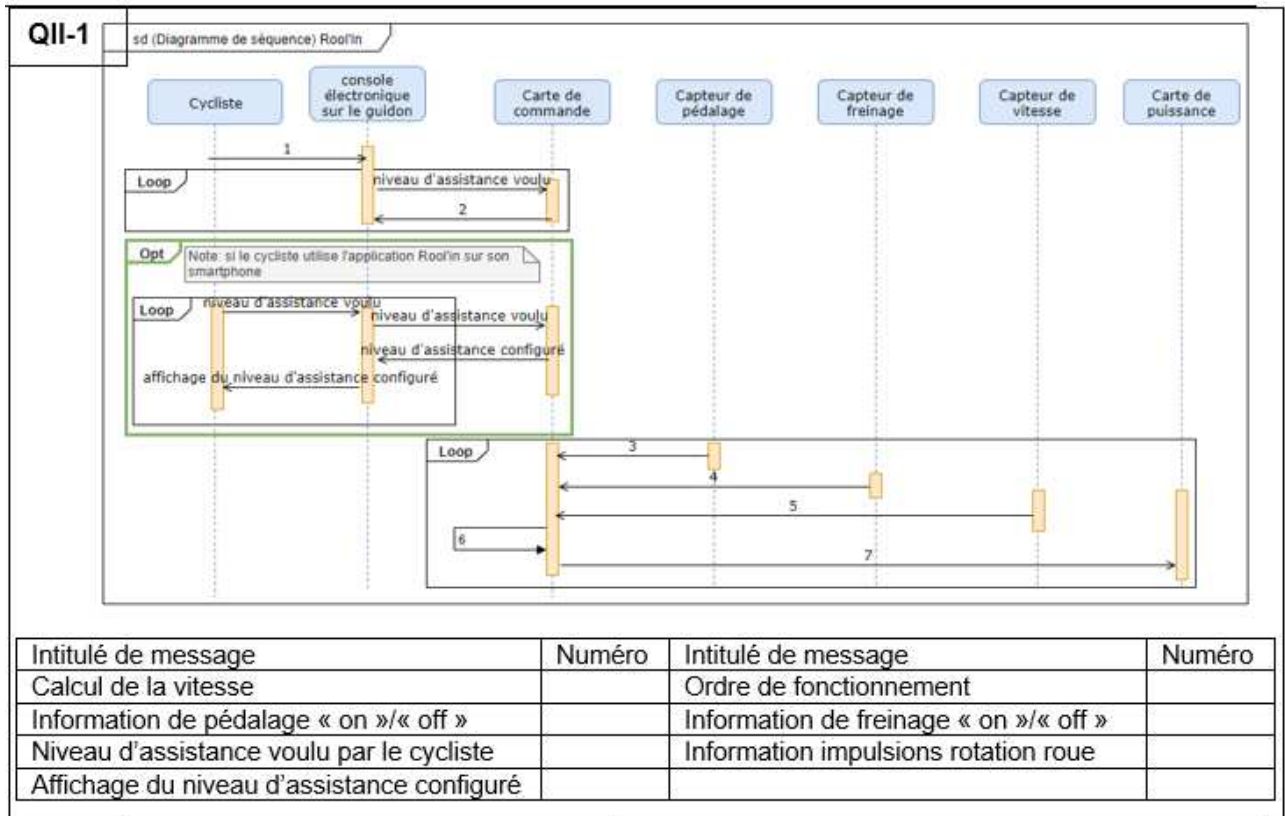 QII-1
sd (Diagramme de séquence) Rool'In
Cycliste
console
électronique
sur le guidon
Carte de
commande
Capteur de
pédalage
Capteur de
freinage
Capteur de
vitesse
Carte de
puissance
1
Loop
niveau d'assistance voulu
2
Opt
Note: si le cycliste utilise l'application Rool'in sur son
smartphone
Loop
niveau d'assistance voulu
niveau d'assistance voulu
niveau d'assistance configuré
affichage du niveau d'assistance configuré
Loop
3
4
5
6
7
Intitulé de message Numéro Intitulé de message Numéro
Calcul de la vitesse Ordre de fonctionnement
Information de pédalage « on »/« off » Information de freinage « on »/« off »
Niveau d'assistance voulu par le cycliste Information impulsions rotation roue
Affichage du niveau d'assistance configuré